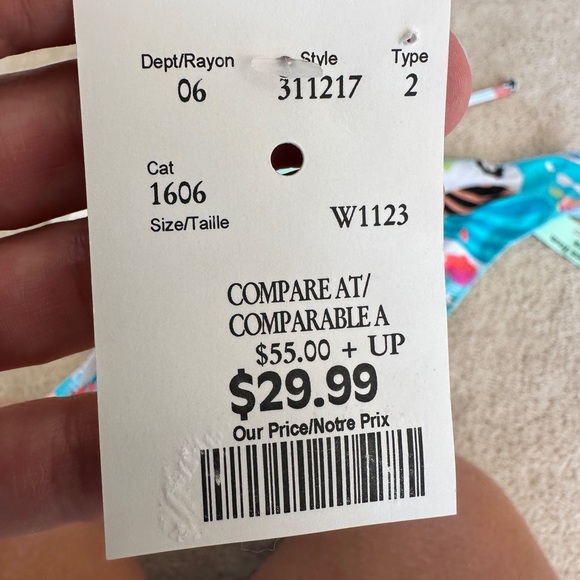 Dept/Rayon Style Type
06 311217 2
Cat
1606
Size/Taille W1123
COMPARE AT/
COMPARABLE A
$55.00 + UP
$29.99
Our Price/Notre Prix